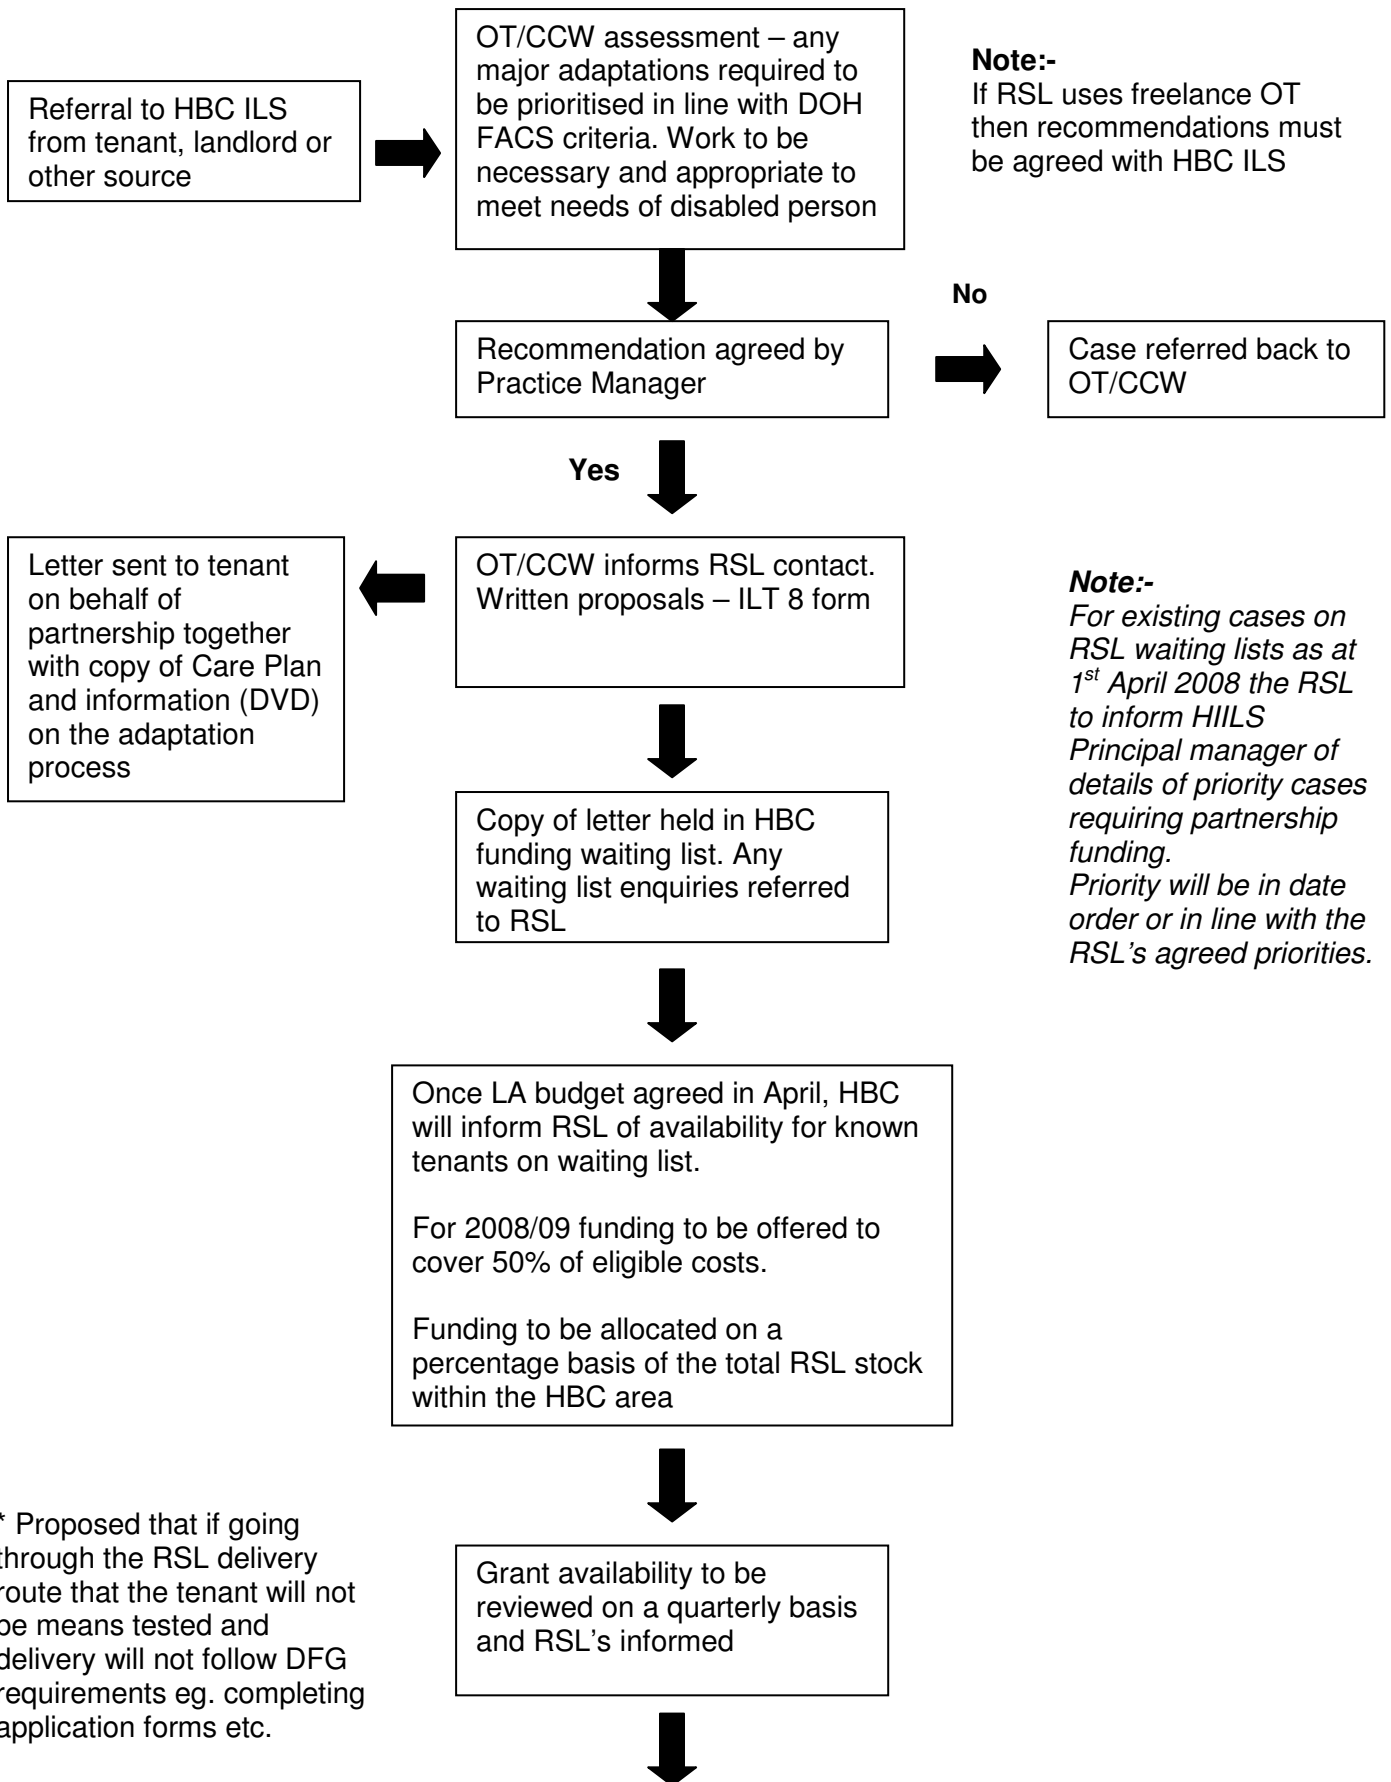 Referral to HBC ILS
from tenant, landlord or
other source
OT/CCW assessment – any
major adaptations required to
be prioritised in line with DOH
FACS criteria. Work to be
necessary and appropriate to
meet needs of disabled person
Note:-
If RSL uses freelance OT
then recommendations must
be agreed with HBC ILS
Recommendation agreed by
Practice Manager
No
Case referred back to
OT/CCW
Yes
Letter sent to tenant
on behalf of
partnership together
with copy of Care Plan
and information (DVD)
on the adaptation
process
OT/CCW informs RSL contact.
Written proposals – ILT 8 form
Note:-
For existing cases on
RSL waiting lists as at
1st April 2008 the RSL
to inform HIILS
Principal manager of
details of priority cases
requiring partnership
funding.
Priority will be in date
order or in line with the
RSL’s agreed priorities.
Copy of letter held in HBC
funding waiting list. Any
waiting list enquiries referred
to RSL
Once LA budget agreed in April, HBC
will inform RSL of availability for known
tenants on waiting list.
For 2008/09 funding to be offered to
cover 50% of eligible costs.
Funding to be allocated on a
percentage basis of the total RSL stock
within the HBC area
* Proposed that if going
through the RSL delivery
route that the tenant will not
be means tested and
delivery will not follow DFG
requirements eg. completing
application forms etc.
Grant availability to be
reviewed on a quarterly basis
and RSL’s informed